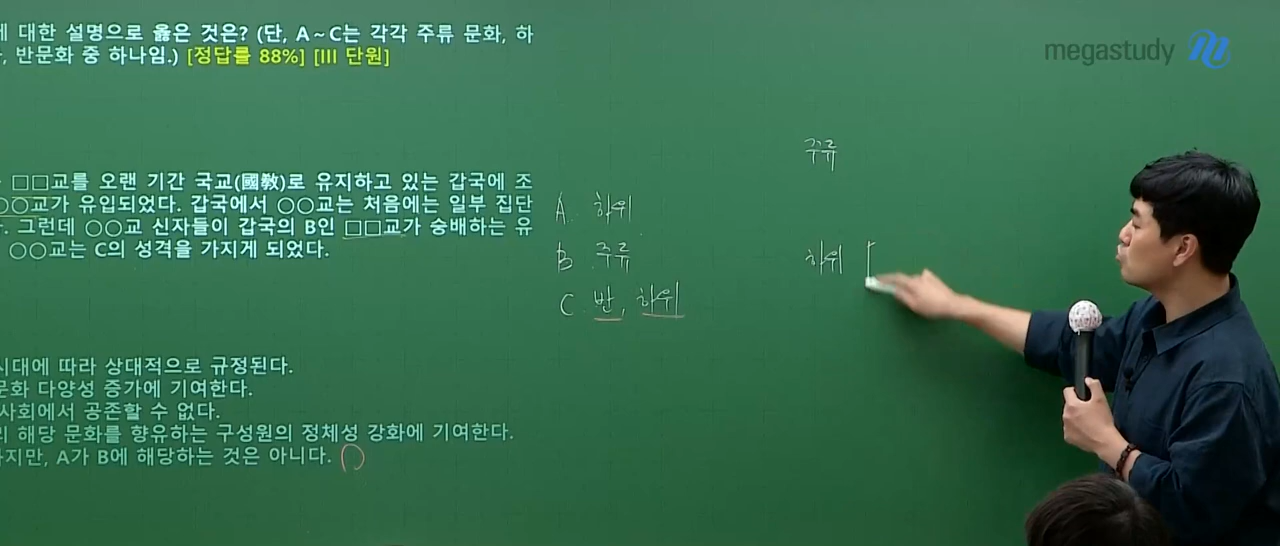 에 대한 설명으로 옳은 것은? (단, A~C는 각각 주류 문화, 하
, 반문화 중 하나임.) [정답률 88%] [III 단원]
megastudy
□□교를 오랜 기간 국교(國敎)로 유지하고 있는 갑국에 조
○○교가 유입되었다. 갑국에서 ○○교는 처음에는 일부 집단
. 그런데 ○○교 신자들이 갑국의 B인 □□교가 숭배하는 유
○○교는 C의 성격을 가지게 되었다.
시대에 따라 상대적으로 규정된다.
문화 다양성 증가에 기여한다.
사회에서 공존할 수 없다.
해당 문화를 향유하는 구성원의 정체성 강화에 기여한다.
하지만, A가 B에 해당하는 것은 아니다.
A. 하위
B 주류
C 반, 하위
주류
하위